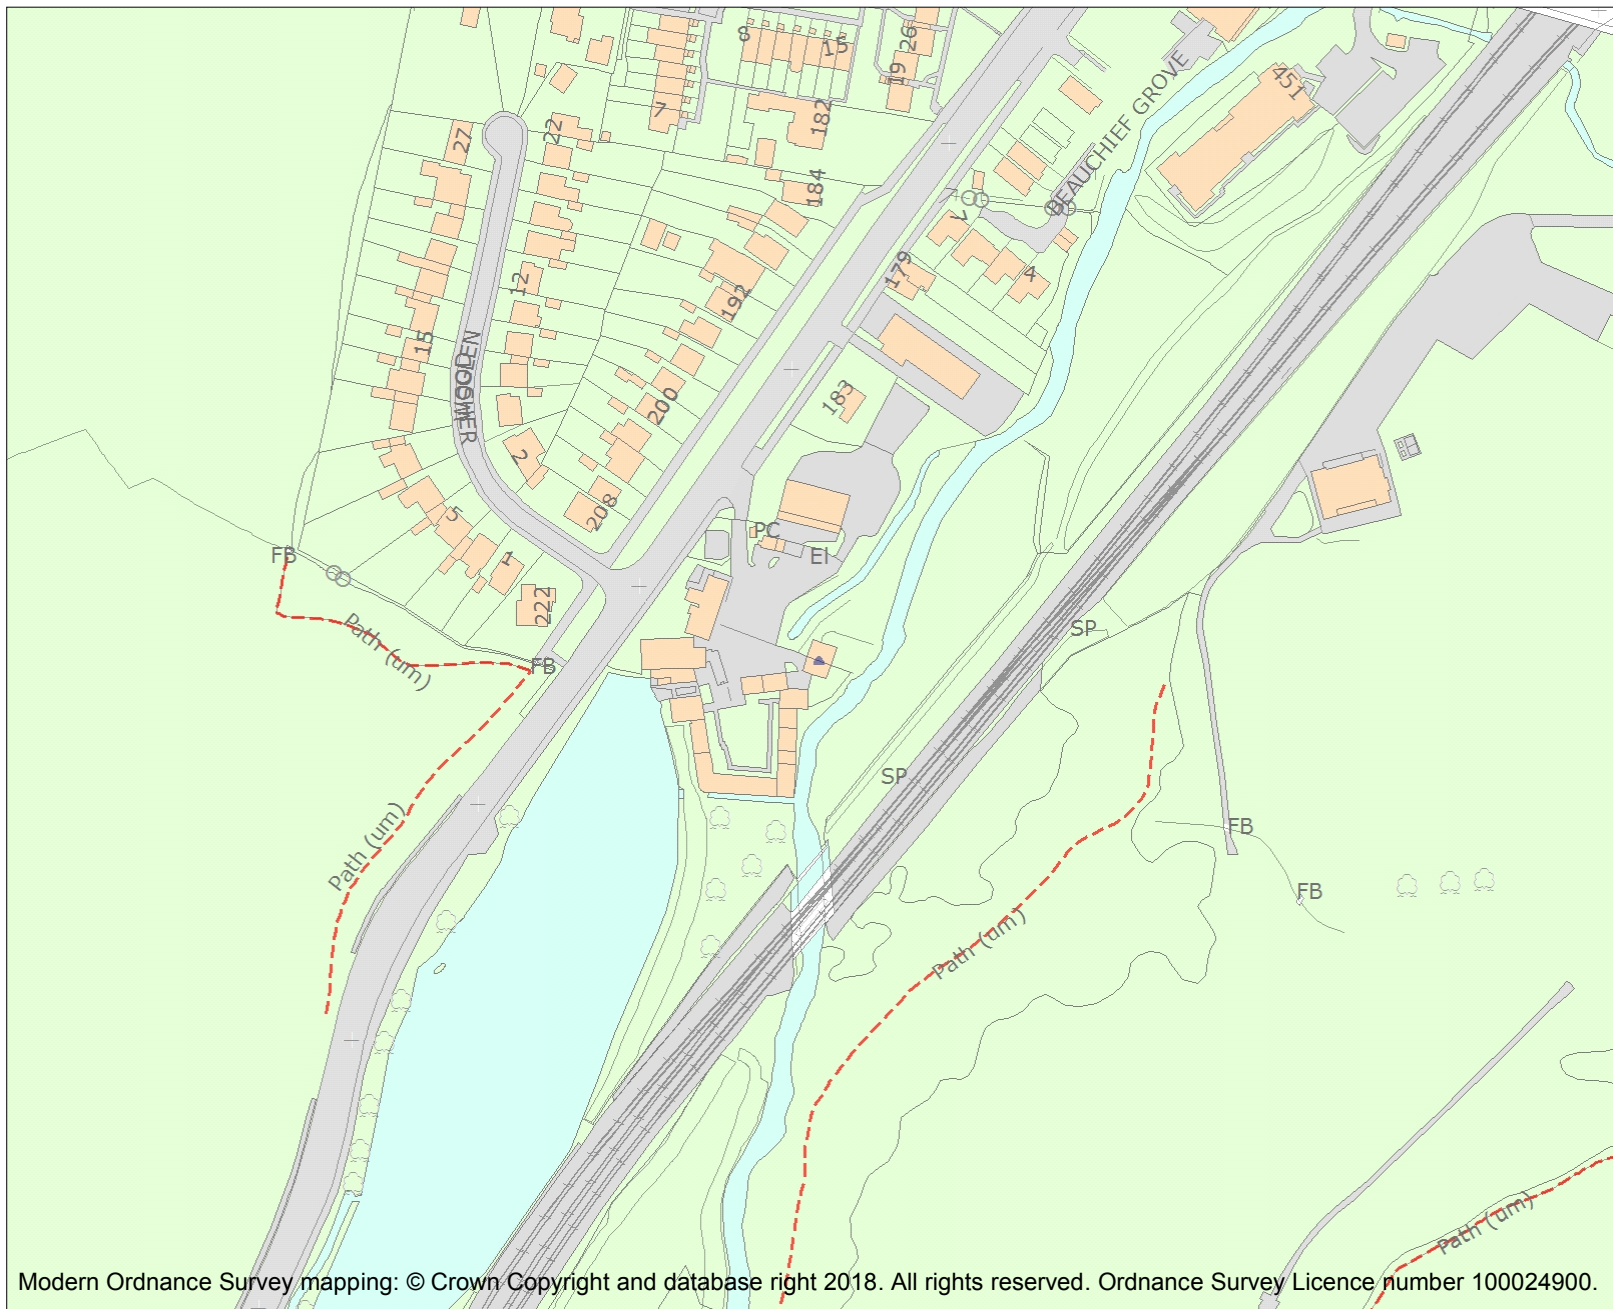 8
15
26
19
7
182
184
27
22
12
15
192
200
2
208
5
1
222
451
BEAUCHIEF GROVE
179
4
183
PC
El
FB
Path (um)
FB
SP
SP
Path (um)
FB
FB
Path (um)
Path (um)
Modern Ordnance Survey mapping: © Crown Copyright and database right 2018. All rights reserved. Ordnance Survey Licence number 100024900.